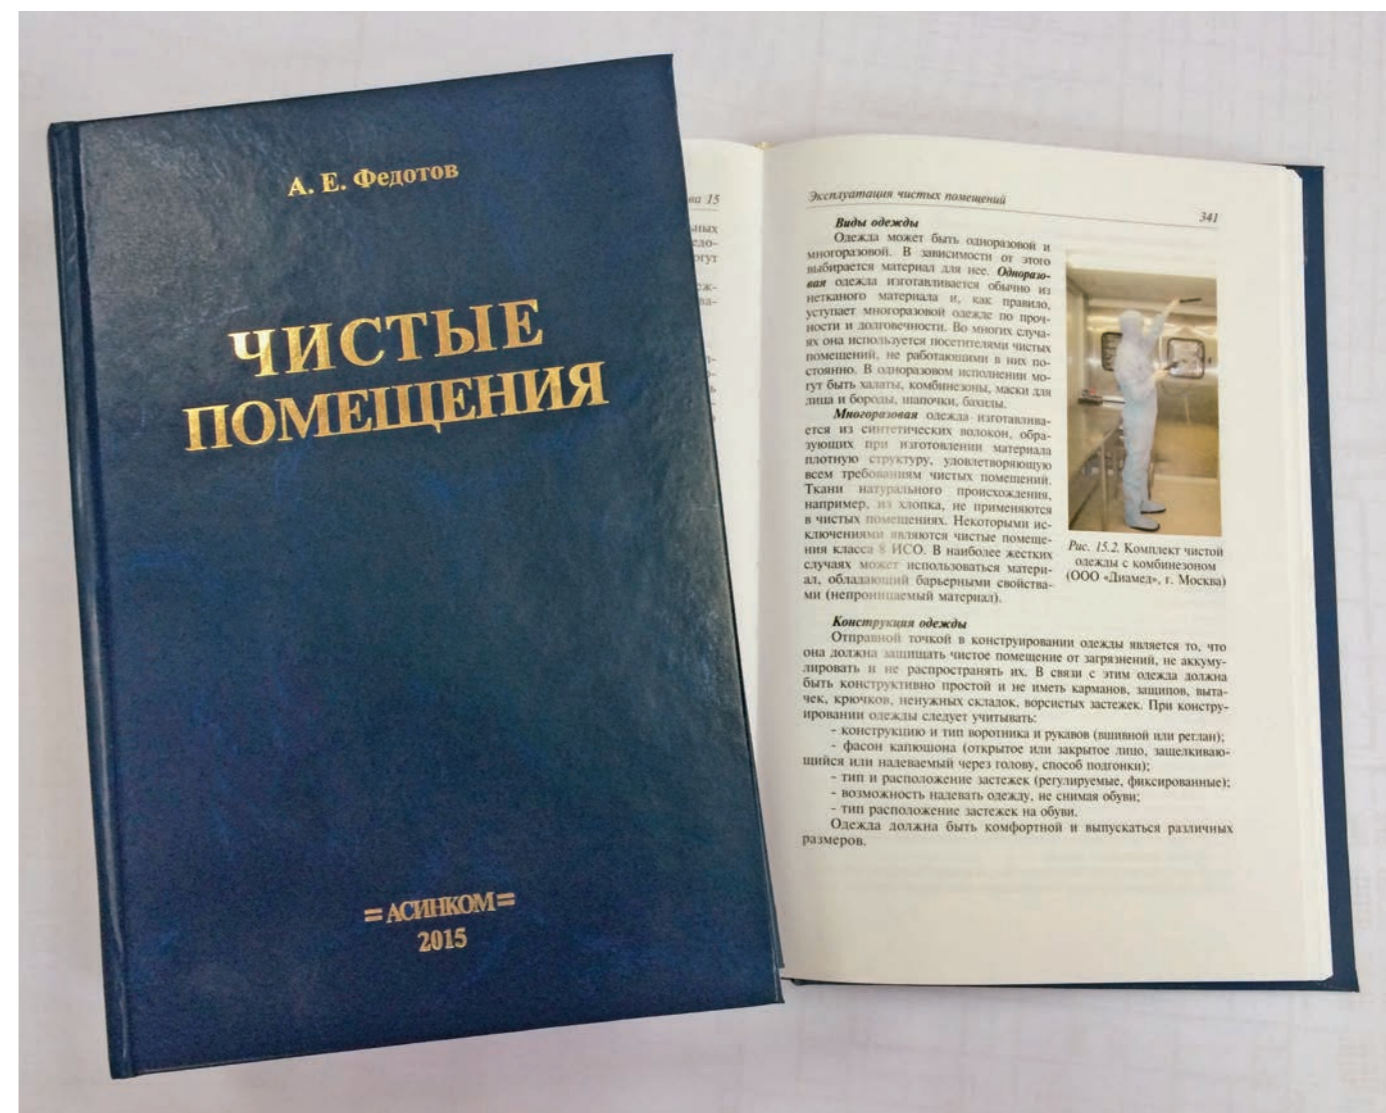 А. Е. Федотов
ЧИСТЫЕ
ПОМЕЩЕНИЯ
=АСИНКОМ=
2015
15
Эксплуатация чистых помещений
341
Виды одежды
Одежда может быть одноразовой и
многоразовой. В зависимости от этого
выбирается материал для нее. Одноразо-
вая одежда изготавливается обычно из
нетканого материала и, как правило,
уступает многоразовой одежде по проч-
ности и долговечности. Во многих случа-
ях она используется посетителями чистых
помещений, не работающими в них по-
стоянно. В одноразовом исполнении мо-
гут быть халаты, комбинезоны, маски для
лица и бороды, шапочки, бахилы.
Многоразовая одежда изготавлива-
ется из синтетических волокон, обра-
зующих при изготовлении материала
плотную структуру, удовлетворяющую
всем требованиям чистых помещений.
Ткани натурального происхождения,
например, из хлопка, не применяются
в чистых помещениях. Некоторыми ис-
ключениями являются чистые помеще-
ния класса 8 ИСО. В наиболее жестких
случаях может использоваться матери-
ал, обладающий барьерными свойства-
ми (непроницаемый материал).
Рис. 15.2. Комплект чистой
одежды с комбинезоном
(ООО «Диамед», г. Москва)
Конструкция одежды
Отправной точкой в конструировании одежды является то, что
она должна защищать чистое помещение от загрязнений, не аккуму-
лировать и не распространять их. В связи с этим одежда должна
быть конструктивно простой и не иметь карманов, защипов, выта-
чек, крючков, ненужных складок, ворсистых застежек. При констру-
ировании одежды следует учитывать:
- конструкцию и тип воротника и рукавов (вшивной или реглан);
- фасон капюшона (открытое или закрытое лицо, защелкиваю-
щийся или надеваемый через голову, способ подгонки);
- тип и расположение застежек (регулируемые, фиксированные);
- возможность надевать одежду, не снимая обуви;
- тип расположение застежек на обуви.
Одежда должна быть комфортной и выпускаться различных
размеров.